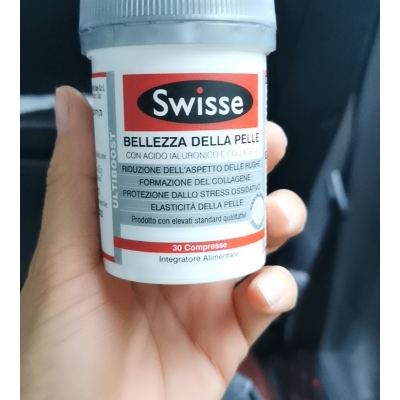 Swisse
BELLEZZA DELLA PELLE
CON ACIDO IALURONICO E COLLAGENE
RIDUZIONE DELL'ASPETTO DELLE RUGHE
FORMAZIONE DEL COLLAGENE
PROTEZIONE DALLO STRESS OSSIDATIVO
ELASTICITÀ DELLA PELLE
Prodotto con elevati standard qualitativi
30 Compresse
Integratore Alimentare
ULTIBOOST